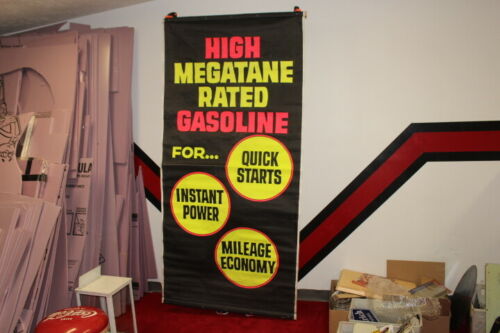 HIGH
MEGATANE
RATED
GASOLINE
FOR...
QUICK
STARTS
INSTANT
POWER
MILEAGE
ECONOMY